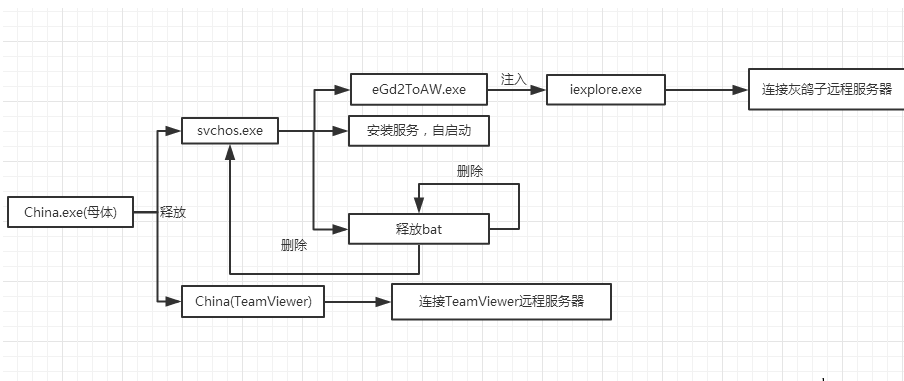 eGd2ToAW.exe
注入
iexplore.exe
连接灰鸽子远程服务器
svchos.exe
安装服务，自启动
删除
China.exe(母体)
释放
释放bat
删除
China(TeamViewer)
连接TeamViewer远程服务器